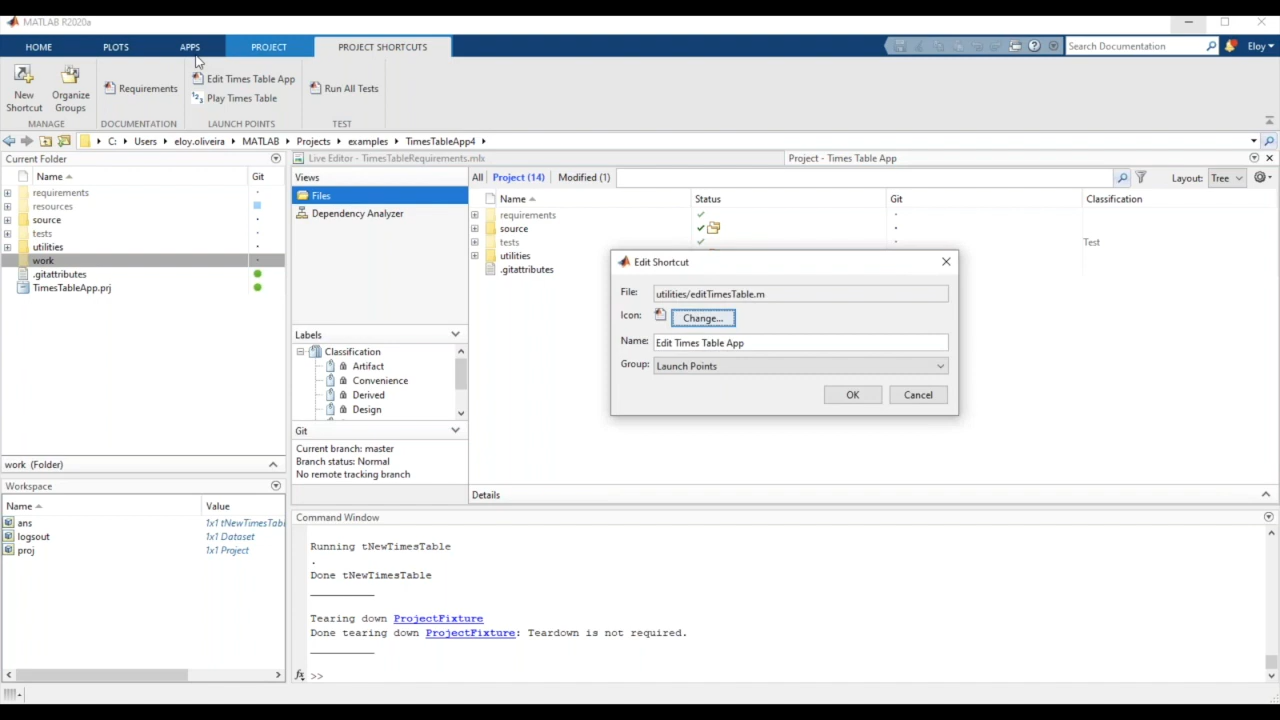 MATLAB R2020a
HOME
PLOTS
APPS
PROJECT
PROJECT SHORTCUTS
Search Documentation
Eloy
New Shortcut
Organize Groups
Requirements
Edit Times Table App
Play Times Table
Run All Tests
MANAGE
DOCUMENTATION
LAUNCH POINTS
TEST
C: Users eloy.oliveira MATLAB Projects examples TimesTableApp4
Current Folder
Name
Git
requirements
resources
source
tests
utilities
work
.gitattributes
TimesTableApp.prj
work (Folder)
Workspace
Name
Value
ans
1x1 tNewTimesTab
logsout
1x1 Dataset
proj
1x1 Project
Live Editor - TimesTableRequirements.mlx
Project - Times Table App
Views
Files
Dependency Analyzer
Labels
Classification
Artifact
Convenience
Derived
Design
Git
Current branch: master
Branch status: Normal
No remote tracking branch
All
Project (14)
Modified (1)
Layout:
Tree
Name
Status
Git
Classification
requirements
source
tests
Test
utilities
.gitattributes
Details
Edit Shortcut
File:
utilities/editTimesTable.m
Icon:
Change...
Name:
Edit Times Table App
Group:
Launch Points
OK
Cancel
Command Window
Running tNewTimesTable
.
Done tNewTimesTable
__________
Tearing down ProjectFixture
Done tearing down ProjectFixture: Teardown is not required.
__________
fx >>